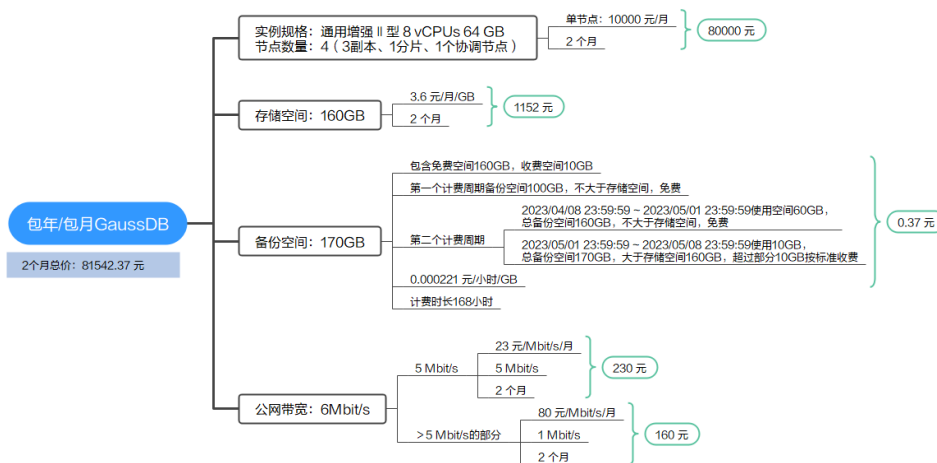 包年/包月GaussDB
2个月总价：81542.37 元
实例规格：通用增强 II 型 8 vCPUs 64 GB
节点数量：4（3副本、1分片、1个协调节点）
单节点：10000 元/月
2 个月
80000 元
存储空间：160GB
3.6 元/月/GB
2 个月
1152 元
备份空间：170GB
包含免费空间160GB，收费空间10GB
第一个计费周期备份空间100GB，不大于存储空间，免费
第二个计费周期
2023/04/08 23:59:59 ~ 2023/05/01 23:59:59使用空间60GB，
总备份空间160GB，不大于存储空间，免费
2023/05/01 23:59:59 ~ 2023/05/08 23:59:59使用10GB，
总备份空间170GB，大于存储空间160GB，超过部分10GB按标准收费
0.000221 元/小时/GB
计费时长168小时
0.37 元
公网带宽：6Mbit/s
5 Mbit/s
23 元/Mbit/s/月
5 Mbit/s
2 个月
230 元
＞5 Mbit/s的部分
80 元/Mbit/s/月
1 Mbit/s
2 个月
160 元